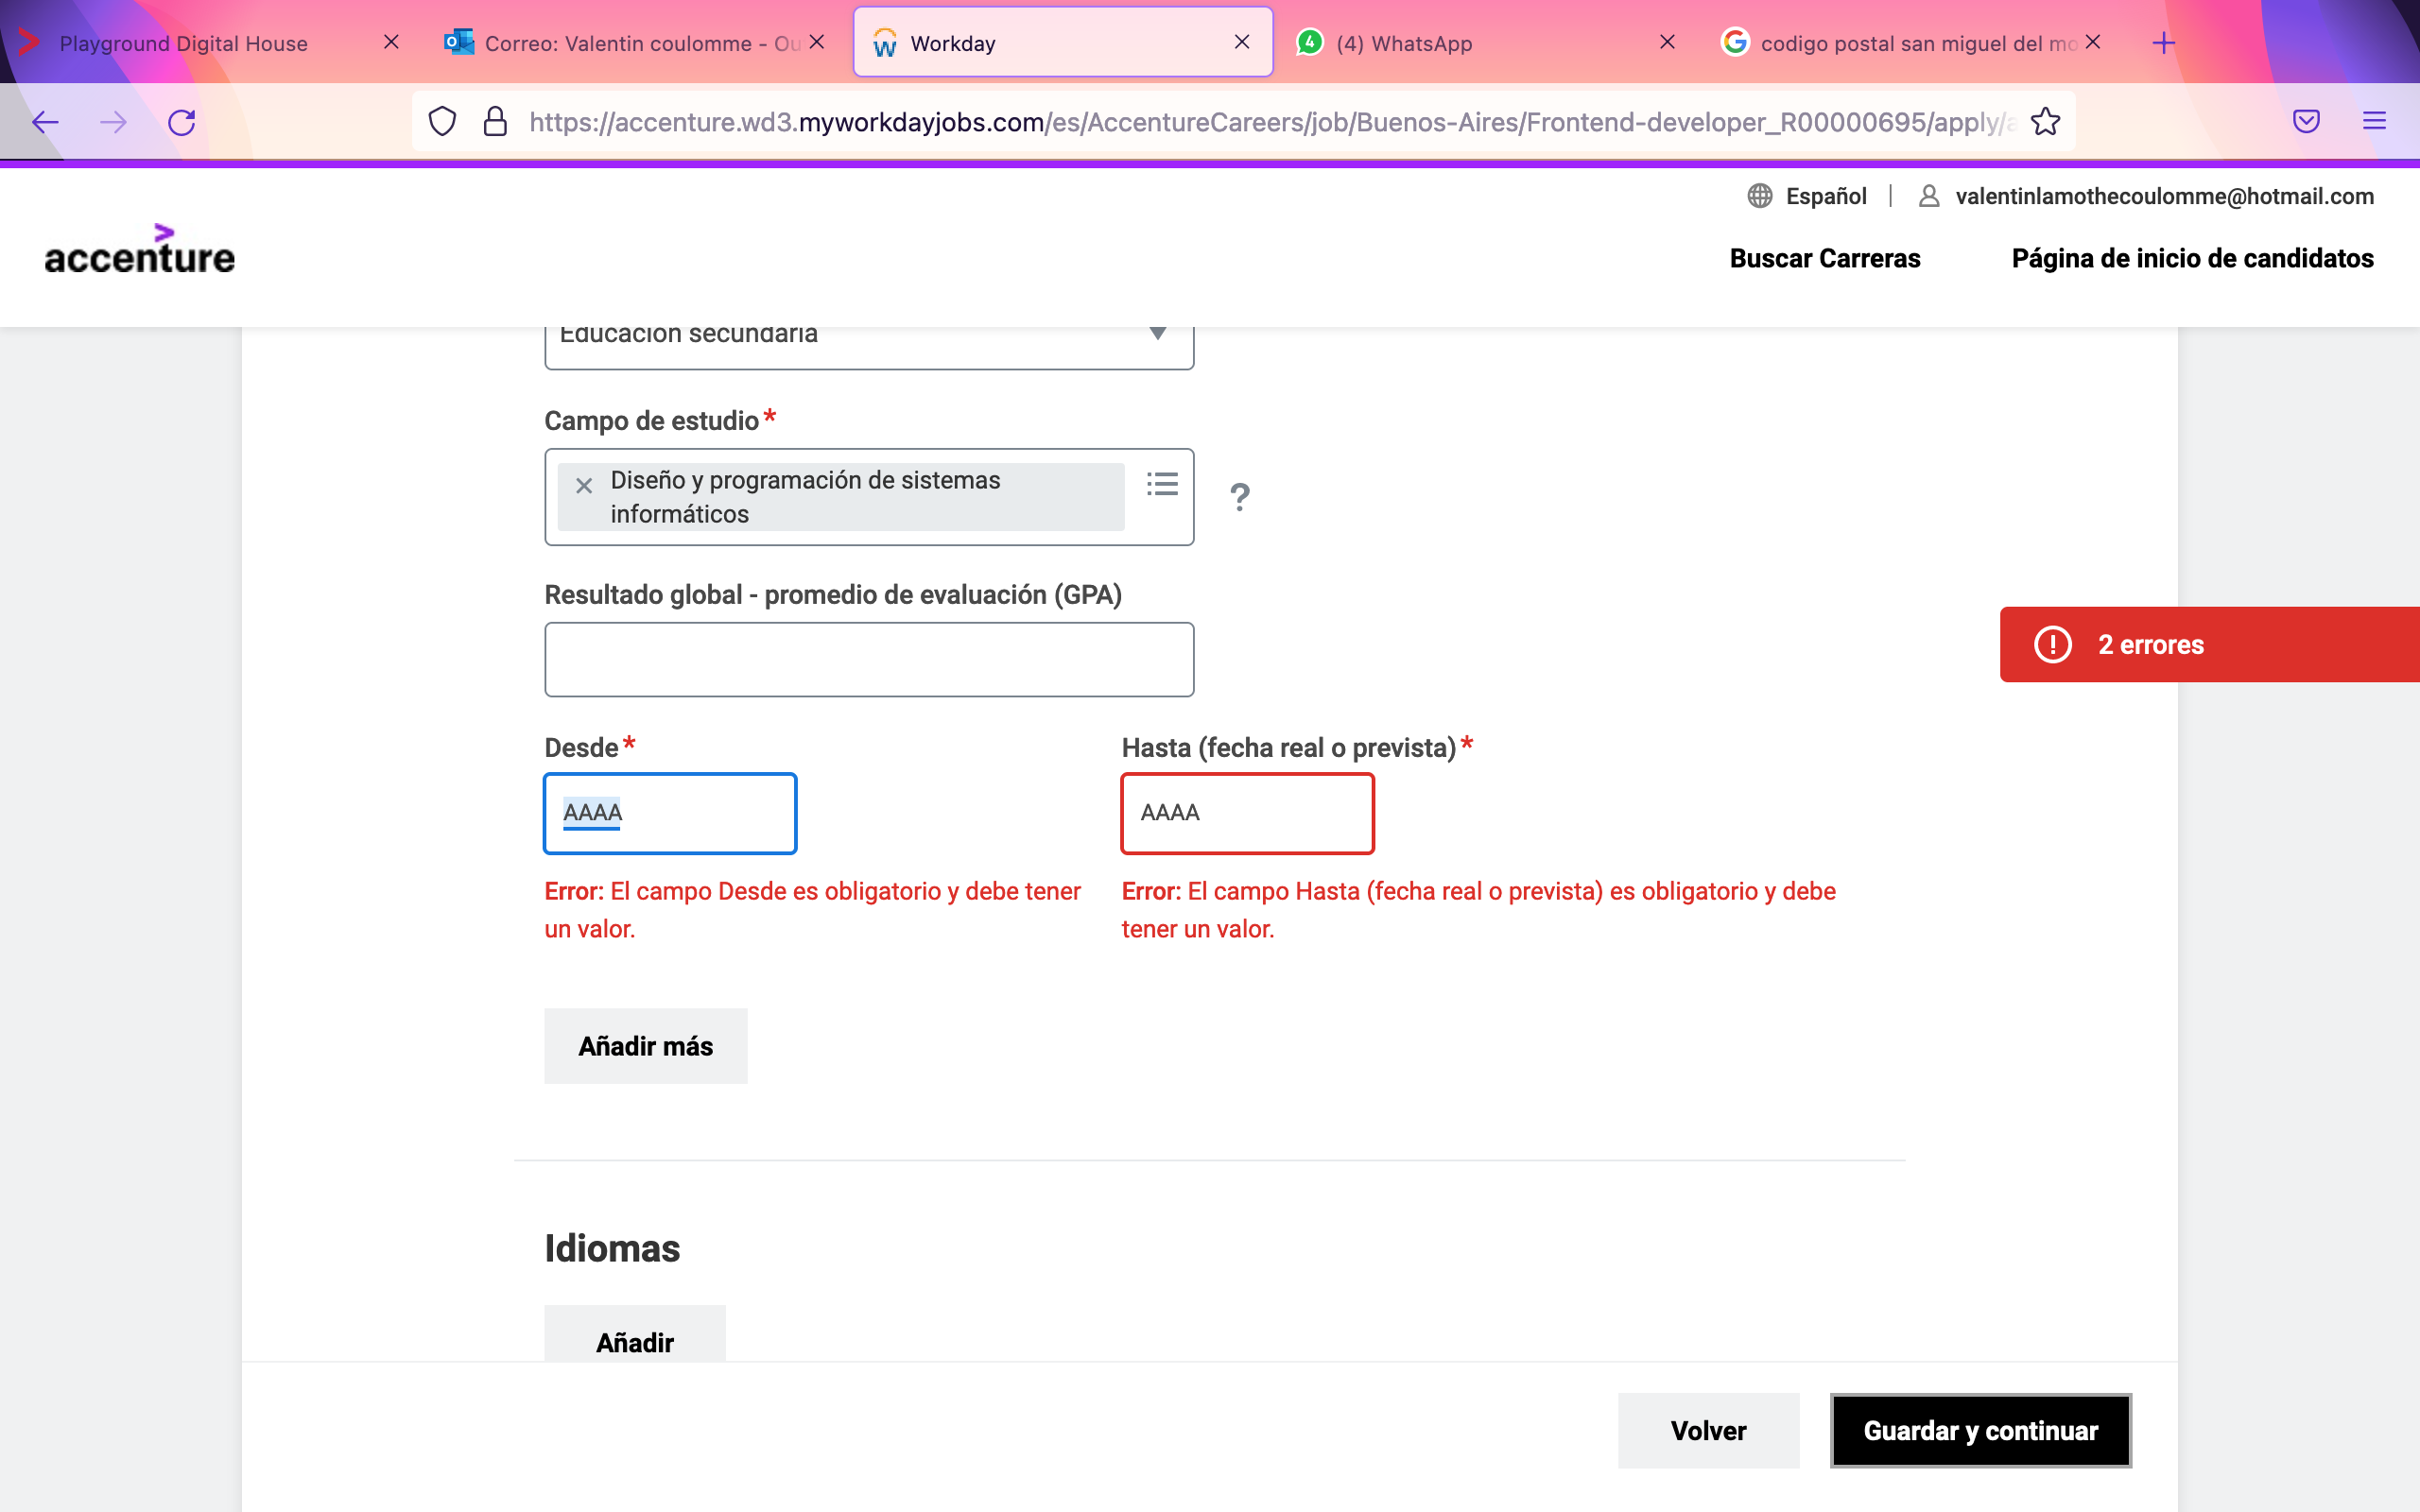 Playground Digital House
Correo: Valentin coulomme - Ou
Workday
4 (4) WhatsApp
codigo postal san miguel del mo
https://accenture.wd3.myworkdayjobs.com/es/AccentureCareers/job/Buenos-Aires/Frontend-developer_R00000695/apply/a
Español
valentinlamothecoulomme@hotmail.com
accenture
Buscar Carreras
Página de inicio de candidatos
Educación secundaria
Campo de estudio*
Diseño y programación de sistemas
informáticos
?
Resultado global - promedio de evaluación (GPA)
2 errores
Desde*
Hasta (fecha real o prevista)*
AAAA
AAAA
Error: El campo Desde es obligatorio y debe tener
un valor.
Error: El campo Hasta (fecha real o prevista) es obligatorio y debe
tener un valor.
Añadir más
Idiomas
Añadir
Volver
Guardar y continuar